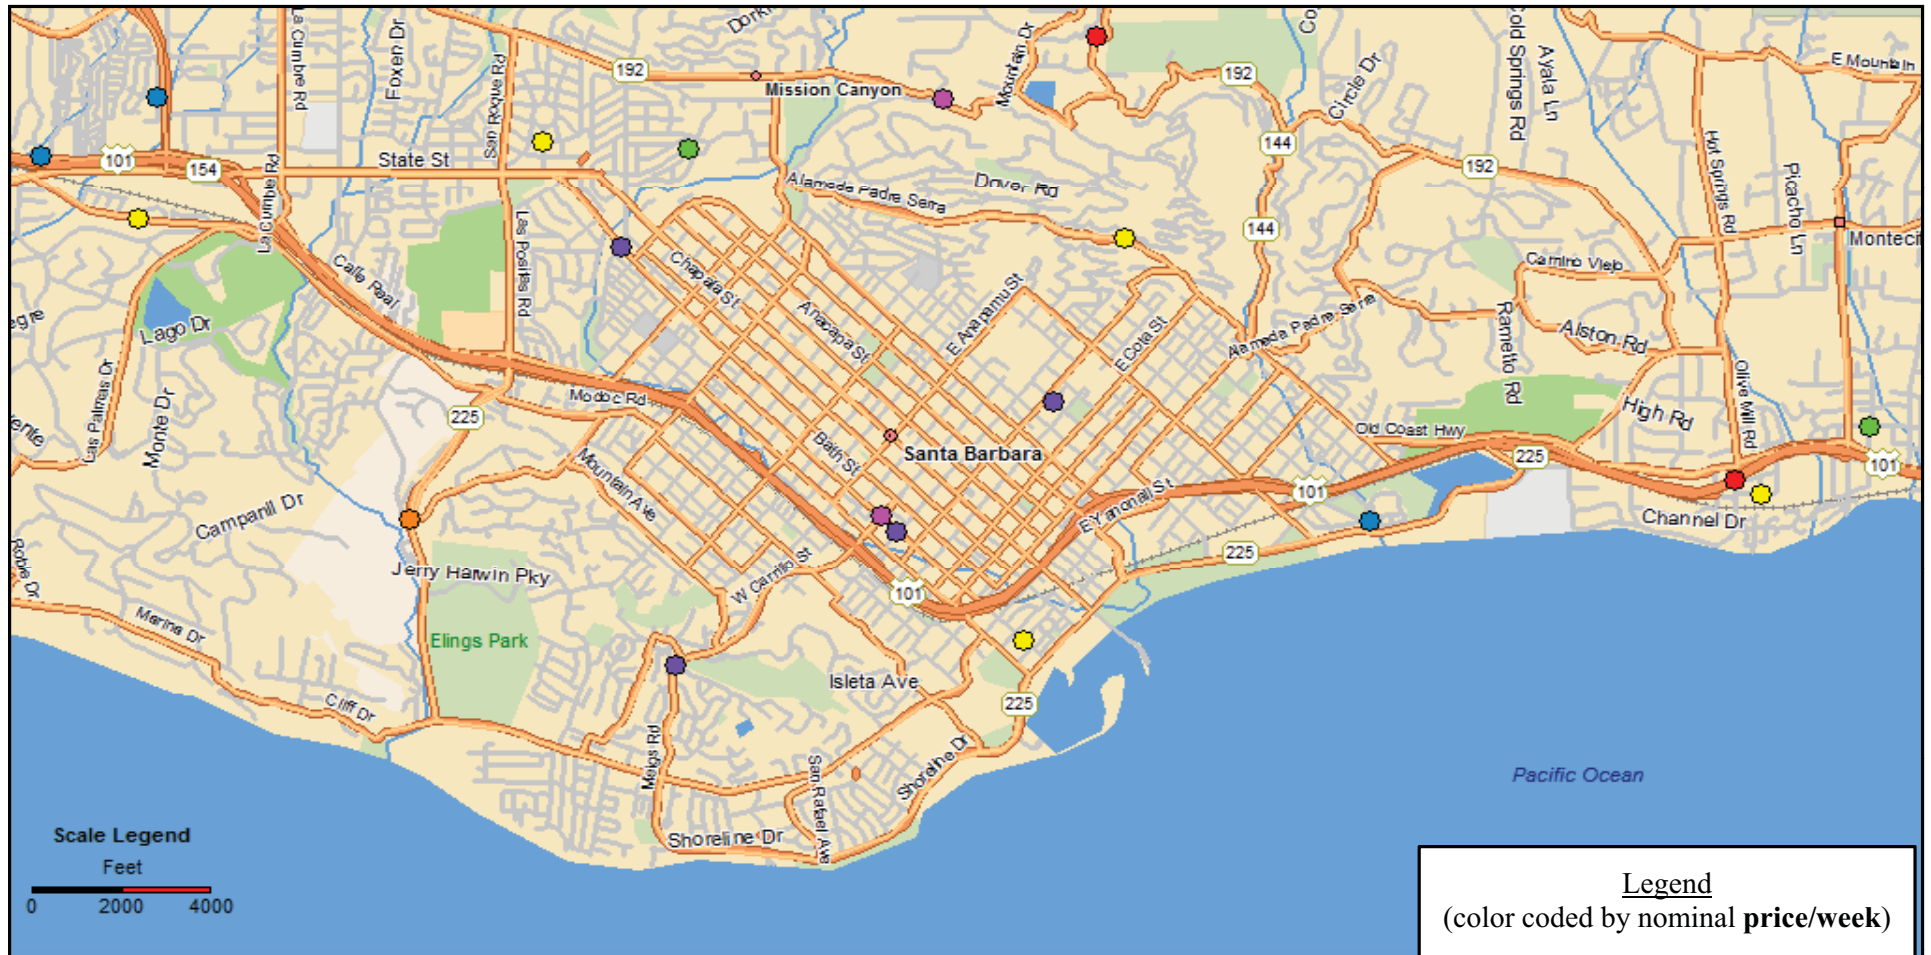 La Cumbre Rd
Foxen Dr
San Roque Rd
192
Mission Canyon
Mountain Dr
192
Circle Dr
144
old Springs Rd
Ayala Ln
E Mountain
101
154
State St
La Cumbre Rd
Las Positas Rd
Alameda Padre Serra
Dover Rd
144
192
Hot Springs Rd
Picacho Ln
Camino Viejo
Calle Real
Chapala St
Anacapa St
E Anapamu St
E Cota St
Alameda Padre Serra
Rametto Rd
Alston Rd
Olive Mill Rd
Lago Dr
Las Palmas Dr
Monte Dr
225
Modoc Rd
Mountain Ave
Bath St
Santa Barbara
Old Coast Hwy
High Rd
225
101
101
E Yanonali St
Campanil Dr
Channel Dr
225
Jerry Harwin Pky
W Carrillo St
101
Robie Dr
Marina Dr
Elings Park
Isleta Ave
225
Cliff Dr
Meigs Rd
San Rafael Ave
Shoreline Dr
Shoreline Dr
Pacific Ocean
Scale Legend
Feet
0 2000 4000
Legend
(color coded by nominal price/week)